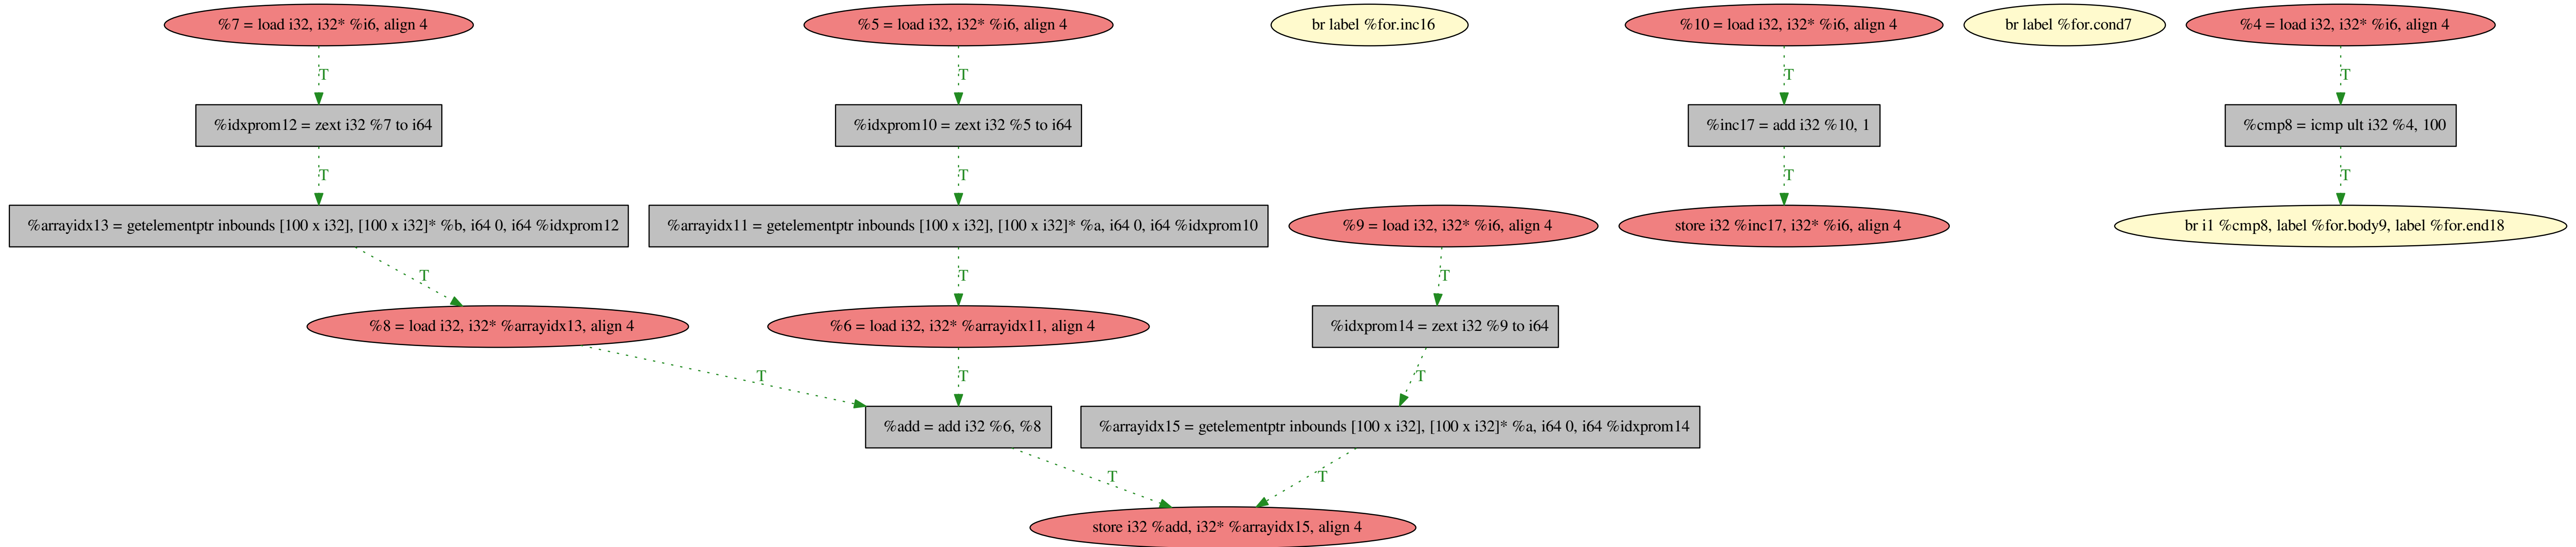 %7 = load i32, i32* %i6, align 4
%5 = load i32, i32* %i6, align 4
br label %for.inc16
%10 = load i32, i32* %i6, align 4
br label %for.cond7
%4 = load i32, i32* %i6, align 4
T
T
T
T
%idxprom12 = zext i32 %7 to i64
%idxprom10 = zext i32 %5 to i64
%inc17 = add i32 %10, 1
%cmp8 = icmp ult i32 %4, 100
T
T
T
T
%arrayidx13 = getelementptr inbounds [100 x i32], [100 x i32]* %b, i64 0, i64 %idxprom12
%arrayidx11 = getelementptr inbounds [100 x i32], [100 x i32]* %a, i64 0, i64 %idxprom10
%9 = load i32, i32* %i6, align 4
store i32 %inc17, i32* %i6, align 4
br i1 %cmp8, label %for.body9, label %for.end18
T
T
T
%8 = load i32, i32* %arrayidx13, align 4
%6 = load i32, i32* %arrayidx11, align 4
%idxprom14 = zext i32 %9 to i64
T
T
T
%add = add i32 %6, %8
%arrayidx15 = getelementptr inbounds [100 x i32], [100 x i32]* %a, i64 0, i64 %idxprom14
T
T
store i32 %add, i32* %arrayidx15, align 4